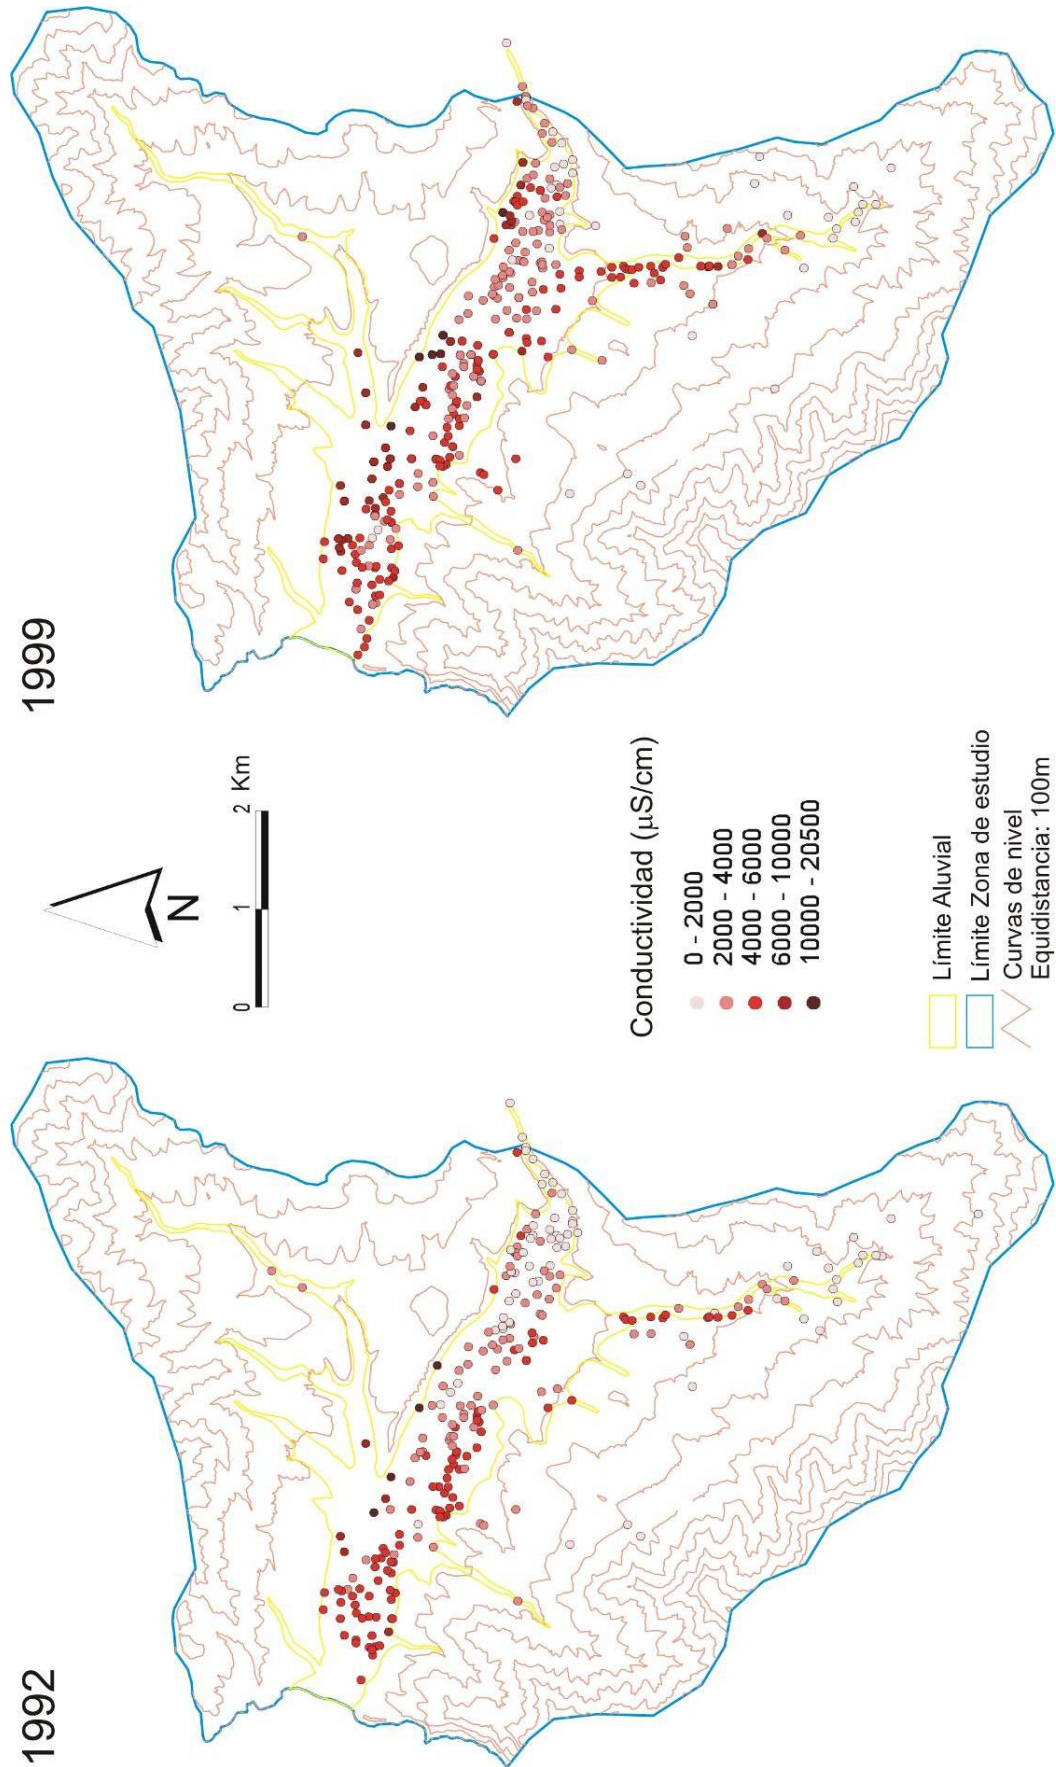 1992
1999
N
0 1 2 Km
Conductividad (µS/cm)
0 - 2000
2000 - 4000
4000 - 6000
6000 - 10000
10000 - 20500
Límite Aluvial
Límite Zona de estudio
Curvas de nivel
Equidistancia: 100m